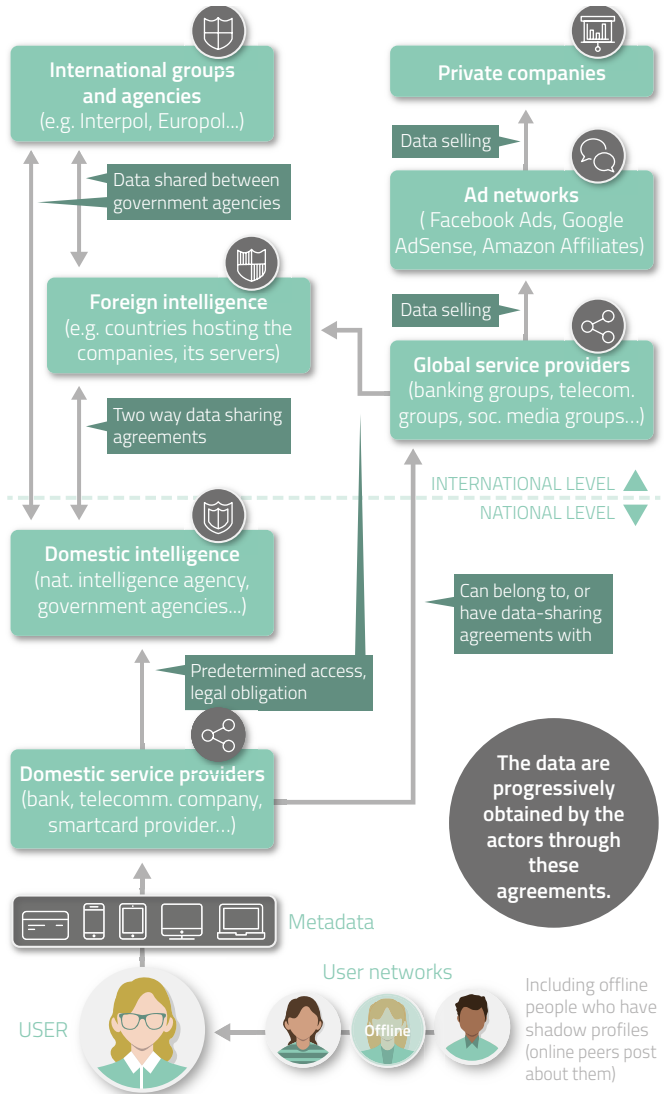 International groups
and agencies
(e.g. Interpol, Europol...)
Private companies
Data selling
Data shared between
government agencies
Ad networks
( Facebook Ads, Google
AdSense, Amazon Affiliates)
Foreign intelligence
(e.g. countries hosting the
companies, its servers)
Data selling
Global service providers
(banking groups, telecom.
groups, soc. media groups...)
Two way data sharing
agreements
INTERNATIONAL LEVEL
NATIONAL LEVEL
Domestic intelligence
(nat. intelligence agency,
government agencies...)
Can belong to, or
have data-sharing
agreements with
Predetermined access,
legal obligation
Domestic service providers
(bank, telecomm. company,
smartcard provider...)
The data are
progressively
obtained by the
actors through
these
agreements.
Metadata
User networks
USER
Offline
Including offline
people who have
shadow profiles
(online peers post
about them)